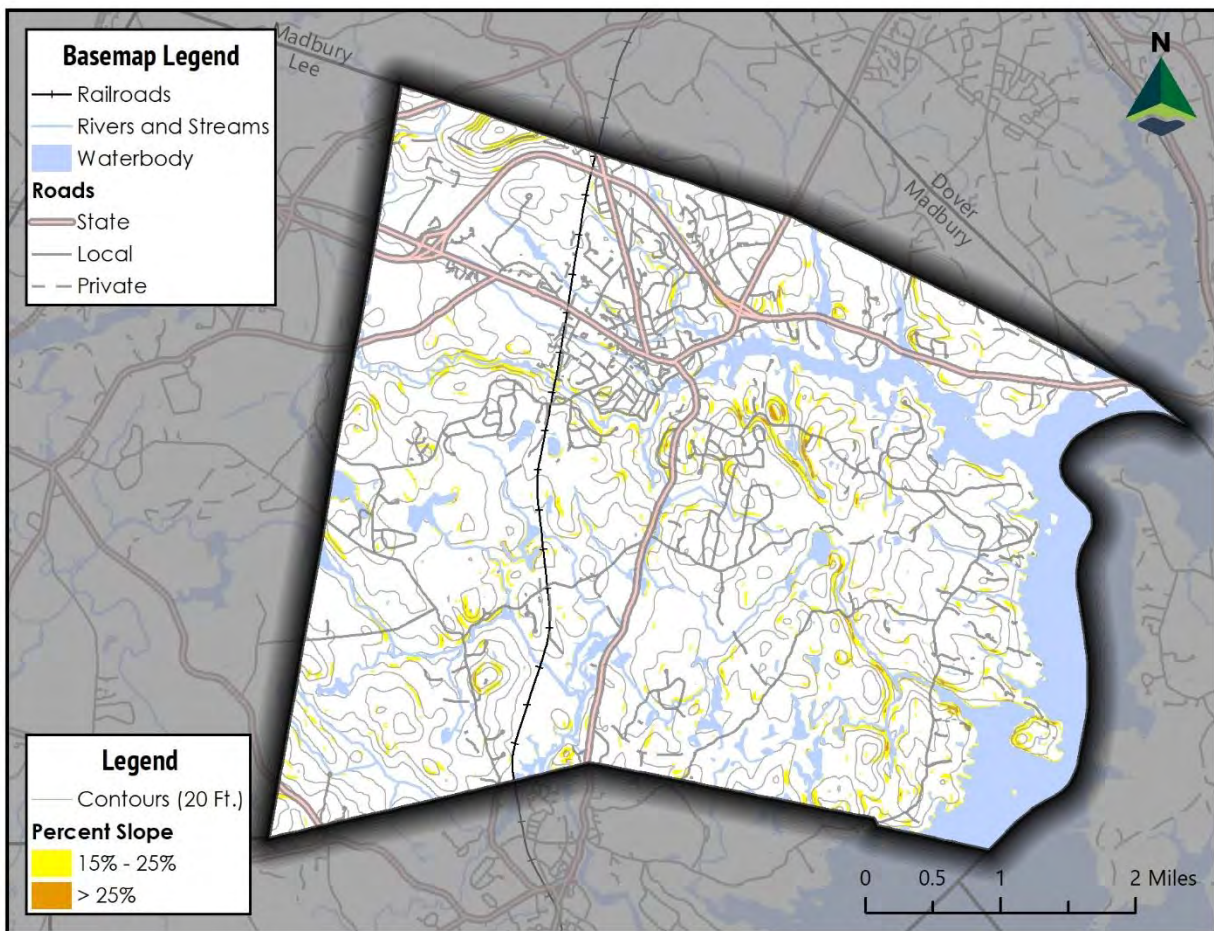 Basemap Legend
Railroads
Rivers and Streams
Waterbody
Roads
State
Local
Private
Madbury
Lee
N
Dover
Madbury
Legend
Contours (20 Ft.)
Percent Slope
15% - 25%
> 25%
0 0.5 1 2 Miles